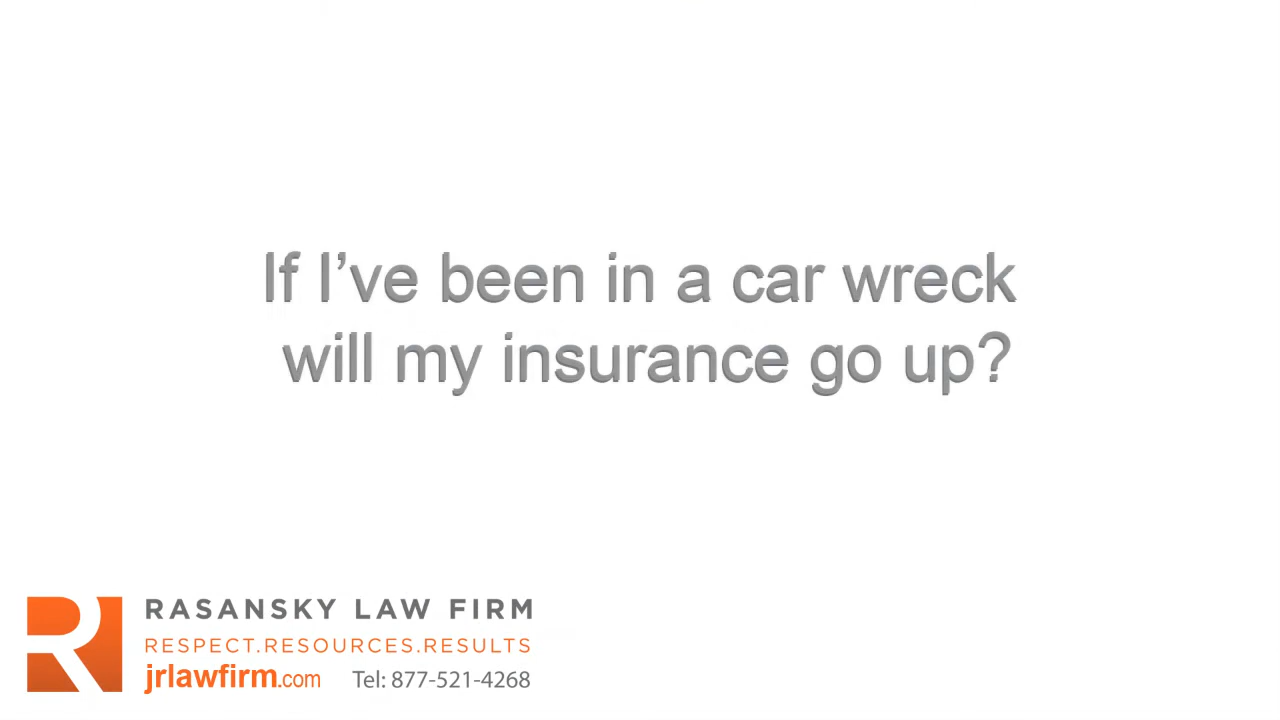 If I’ve been in a car wreck
will my insurance go up?
RASANSKY LAW FIRM
RESPECT.RESOURCES.RESULTS
jrlawfirm.com Tel: 877-521-4268